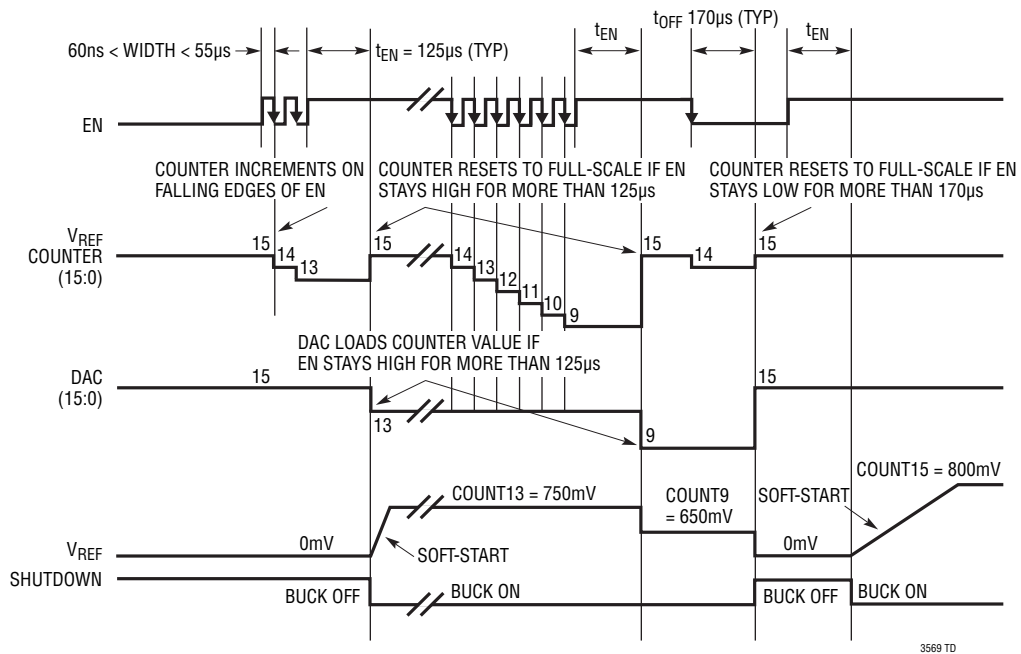 60ns < WIDTH < 55µs
tEN = 125µs (TYP)
tEN
tOFF 170µs (TYP)
tEN
EN
COUNTER INCREMENTS ON
FALLING EDGES OF EN
COUNTER RESETS TO FULL-SCALE IF EN
STAYS HIGH FOR MORE THAN 125µs
COUNTER RESETS TO FULL-SCALE IF EN
STAYS LOW FOR MORE THAN 170µs
VREF
COUNTER
(15:0)
15
14
13
15
14
13
12
11
10
9
15
14
15
DAC LOADS COUNTER VALUE IF
EN STAYS HIGH FOR MORE THAN 125µs
DAC
(15:0)
15
13
9
15
VREF
0mV
SOFT-START
COUNT13 = 750mV
COUNT9
= 650mV
0mV
SOFT-START
COUNT15 = 800mV
SHUTDOWN
BUCK OFF
BUCK ON
BUCK OFF
BUCK ON
3569 TD